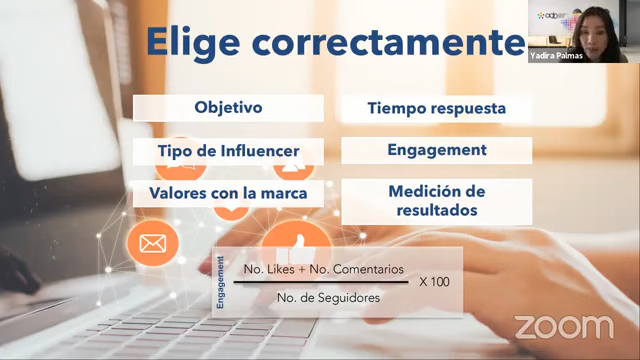 Elige correctamente
Yadira Palmas
Objetivo
Tiempo respuesta
Tipo de Influencer
Engagement
Valores con la marca
Medición de
resultados
Engagement
No. Likes + No. Comentarios
X 100
No. de Seguidores
zoom